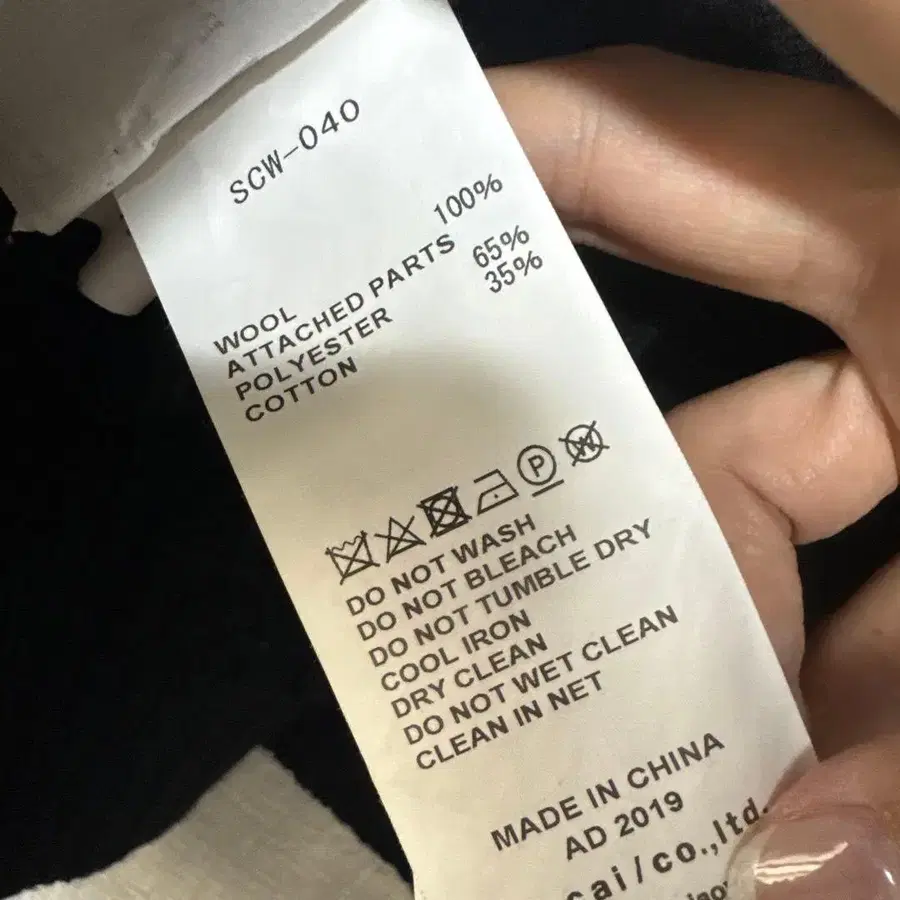 SCW-040
WOOL 100%
ATTACHED PARTS
POLYESTER 65%
COTTON 35%
P
W
DO NOT WASH
DO NOT BLEACH
DO NOT TUMBLE DRY
COOL IRON
DRY CLEAN
DO NOT WET CLEAN
CLEAN IN NET
MADE IN CHINA
AD 2019
cai/co.,ltd.